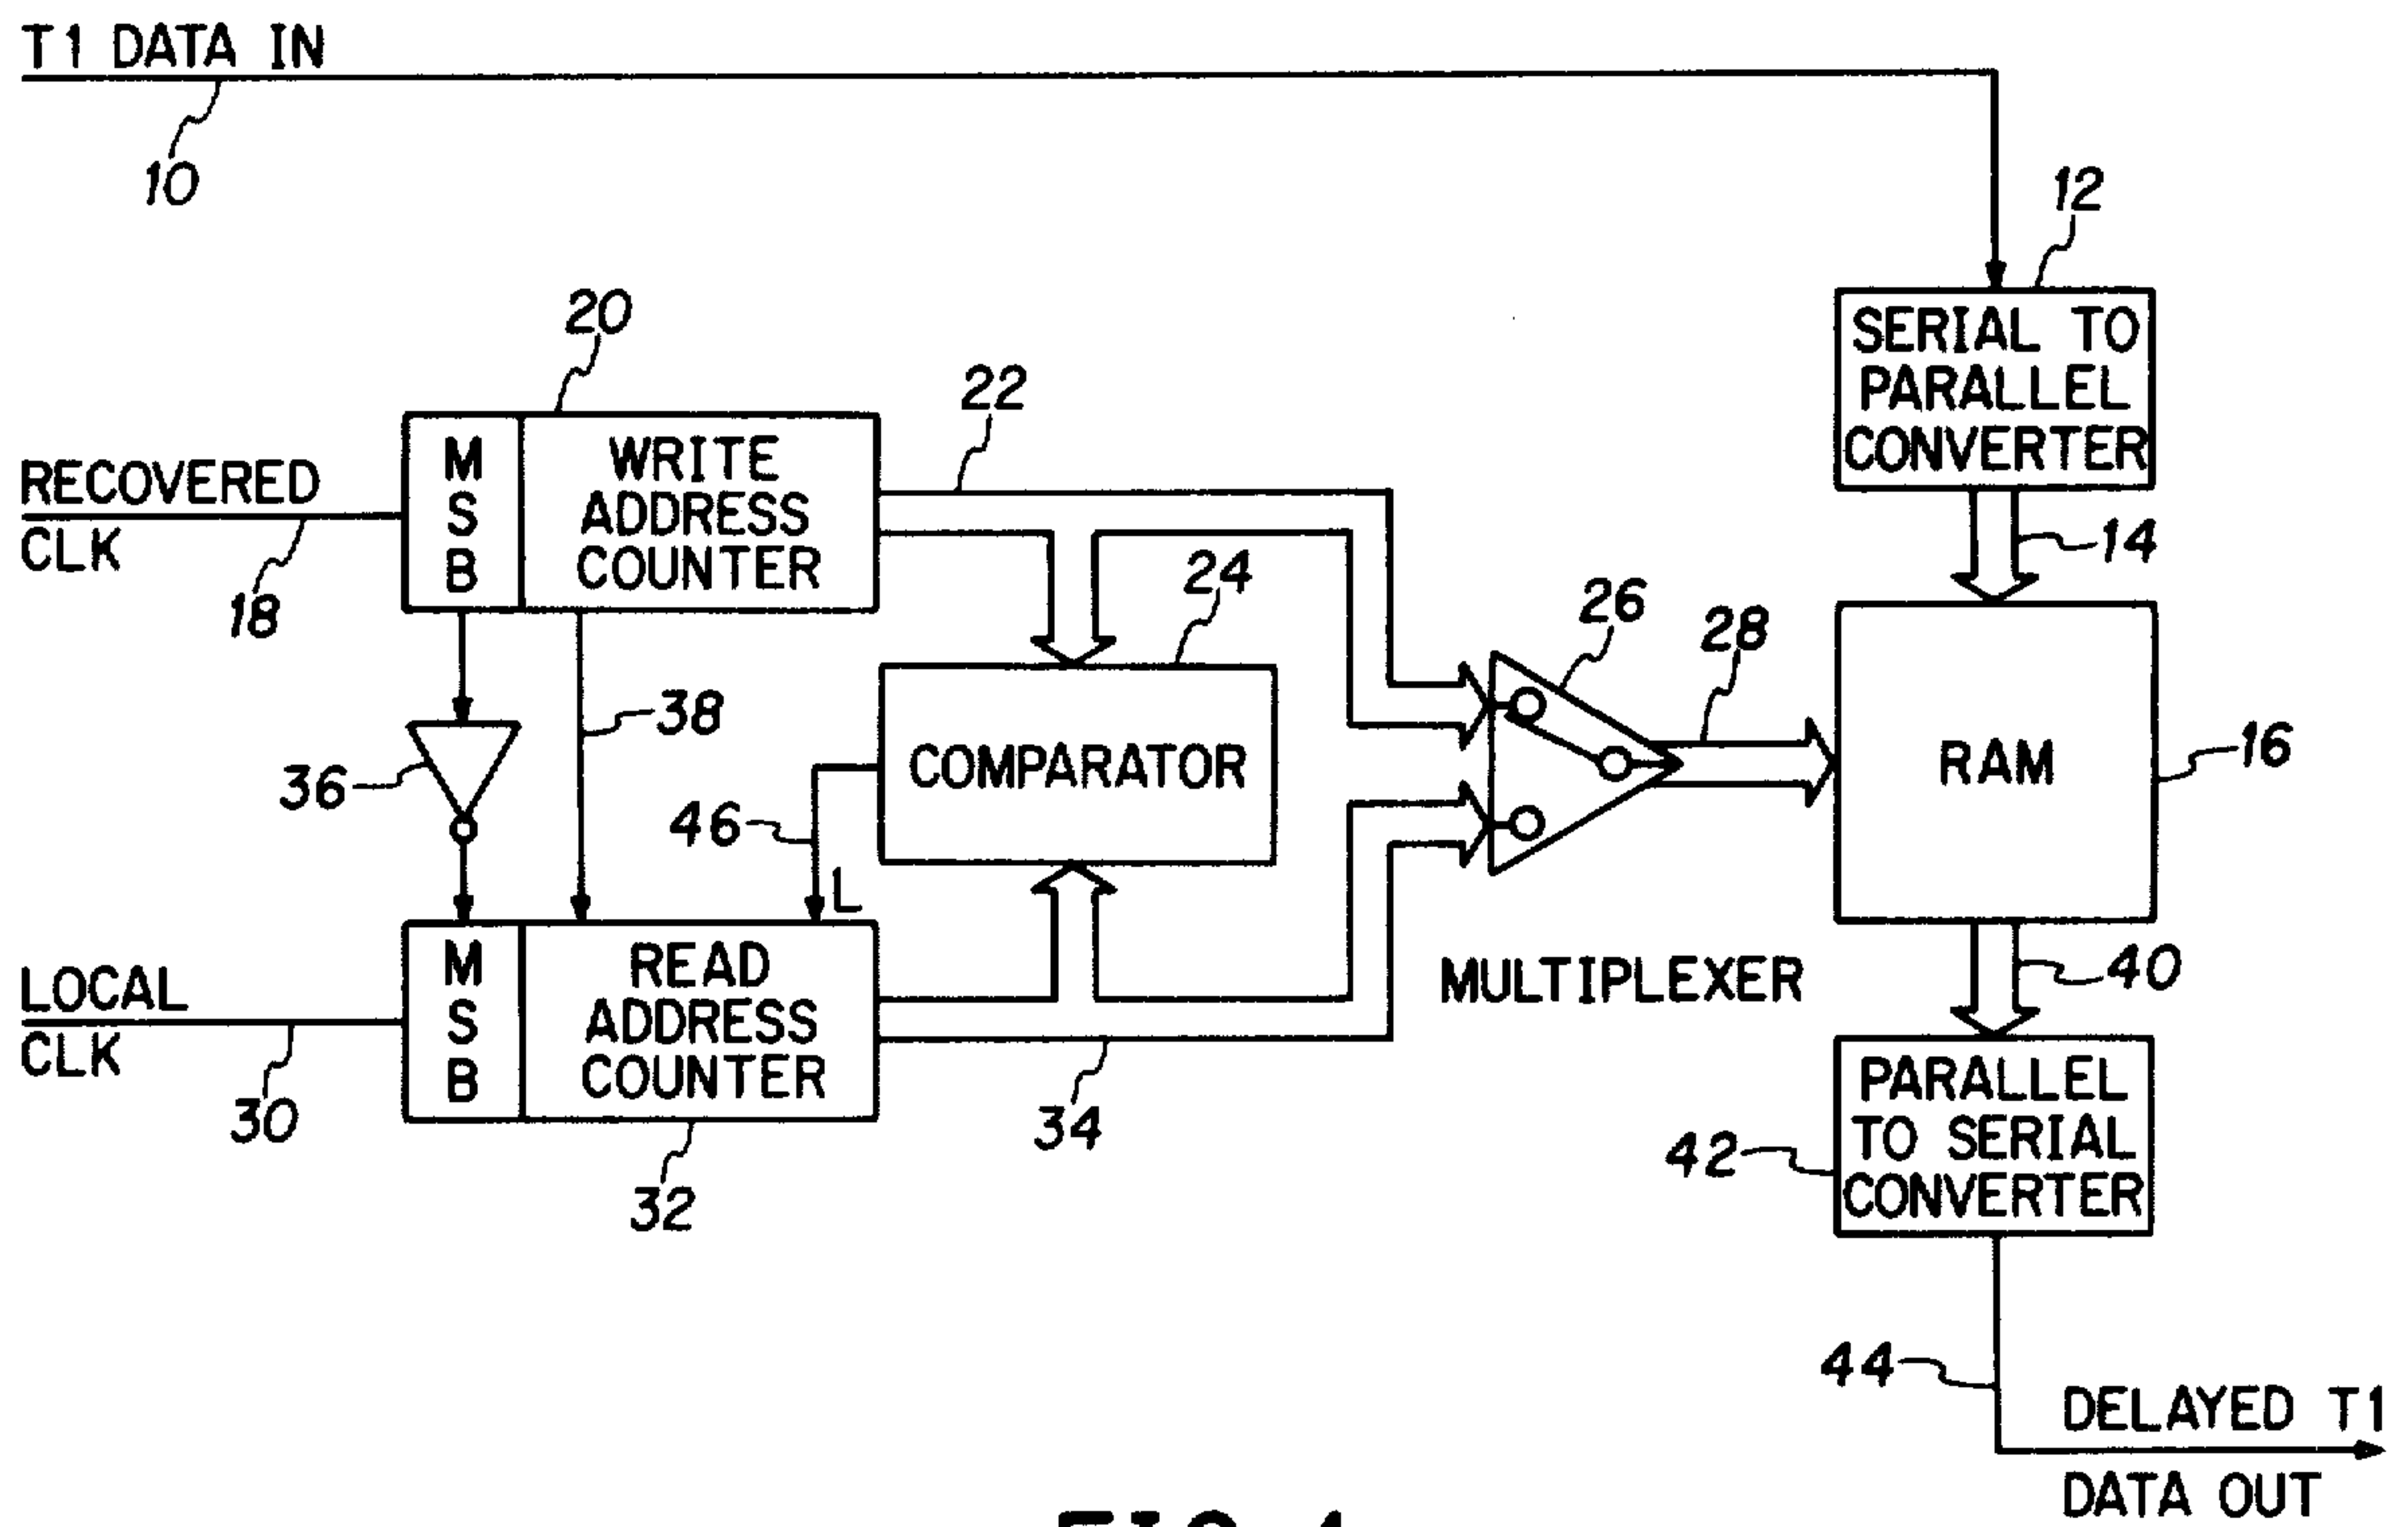 T1 DATA IN
10
12
SERIAL TO
PARALLEL
CONVERTER
14
20
22
RECOVERED
CLK
18
M
S
B
WRITE
ADDRESS
COUNTER
24
26
28
36
38
46
L
COMPARATOR
RAM
16
LOCAL
CLK
30
M
S
B
READ
ADDRESS
COUNTER
32
34
MULTIPLEXER
40
PARALLEL
TO SERIAL
CONVERTER
42
44
DELAYED T1
DATA OUT